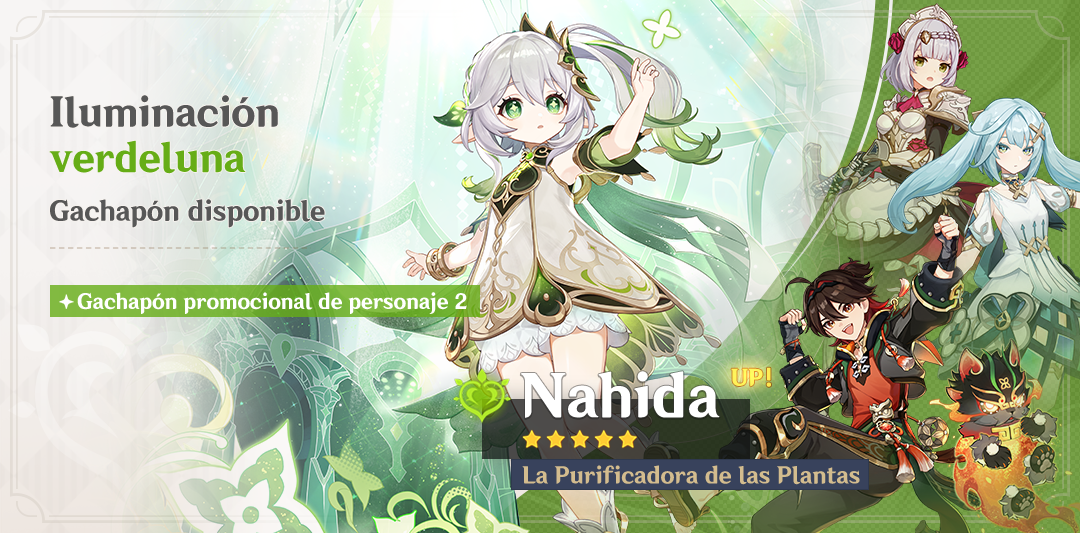 Iluminación
verdeluna
Gachapón disponible
Gachapón promocional de personaje 2
Nahida
UP!
La Purificadora de las Plantas